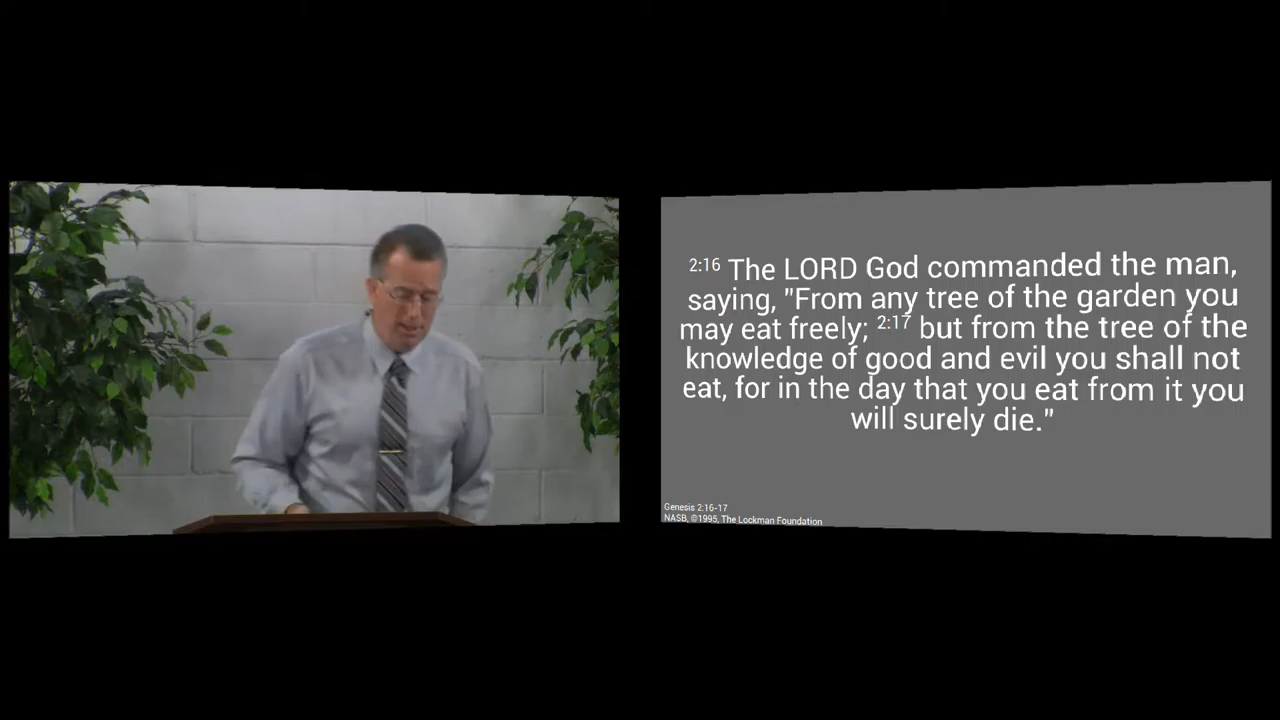 2:16 The LORD God commanded the man,
saying, "From any tree of the garden you
may eat freely; 2:17 but from the tree of the
knowledge of good and evil you shall not
eat, for in the day that you eat from it you
will surely die."
Genesis 2:16-17
NASB, ©1995, The Lockman Foundation